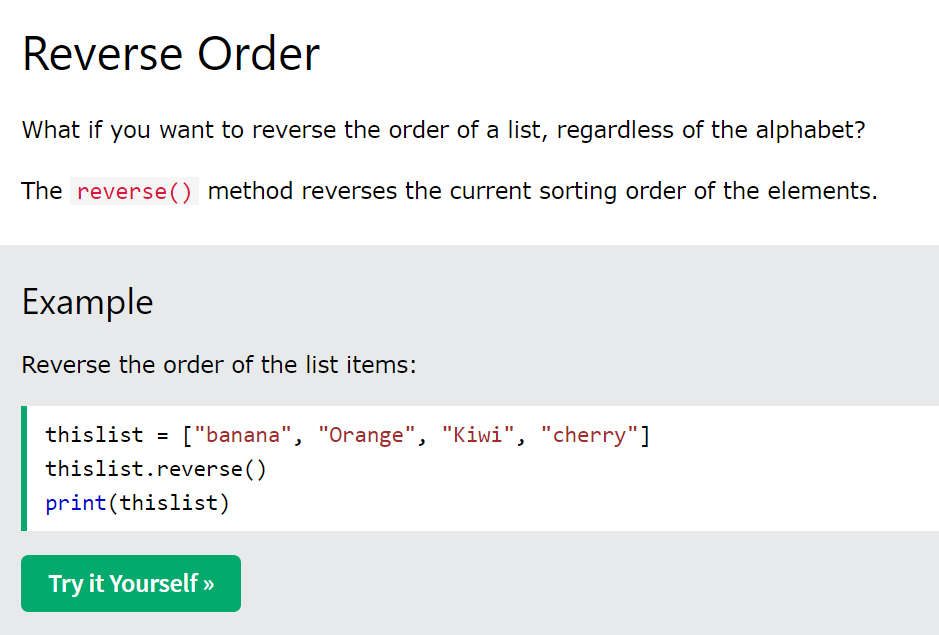 Reverse Order
What if you want to reverse the order of a list, regardless of the alphabet?
The reverse() method reverses the current sorting order of the elements.
Example
Reverse the order of the list items:
thislist = ["banana", "Orange", "Kiwi", "cherry"]
thislist.reverse()
print(thislist)
Try it Yourself »